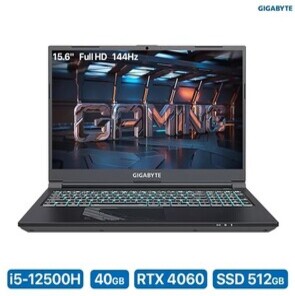 GIGABYTE
15.6" Full HD 144Hz
GAMING
GIGABYTE
i5-12500H 40GB RTX 4060 SSD 512GB